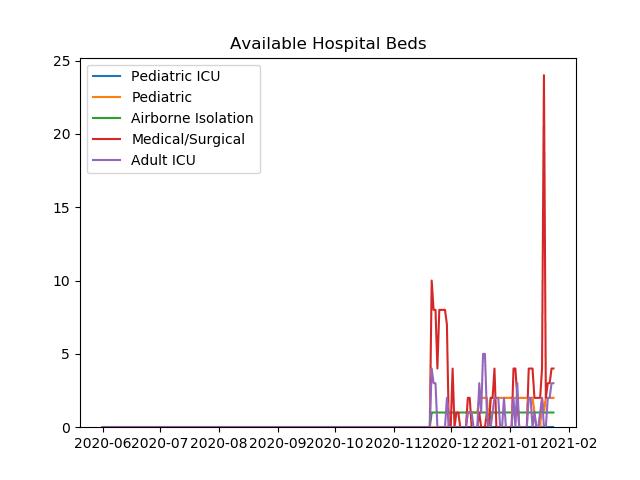 Available Hospital Beds
Pediatric ICU
Pediatric
Airborne Isolation
Medical/Surgical
Adult ICU
25
20
15
10
5
0
2020-06 2020-07 2020-08 2020-09 2020-10 2020-11 2020-12 2021-01 2021-02